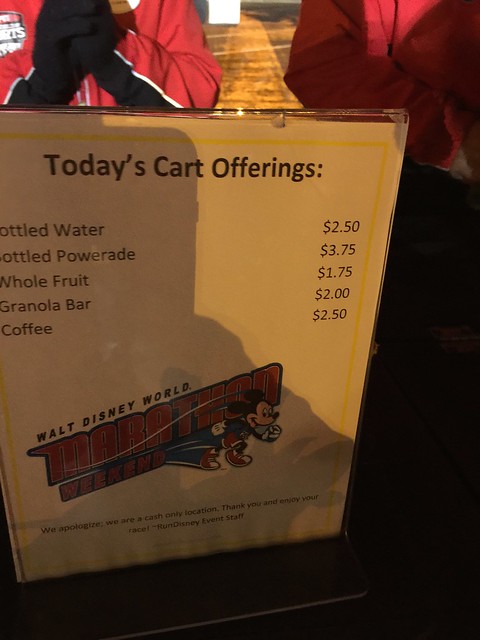 Today's Cart Offerings:
ottled Water $2.50
ottled Powerade $3.75
Whole Fruit $1.75
Granola Bar $2.00
Coffee $2.50
WALT DISNEY WORLD.
MARATHON
WEEKEND
We apologize; we are a cash only location. Thank you and enjoy your
race! ~RunDisney Event Staff